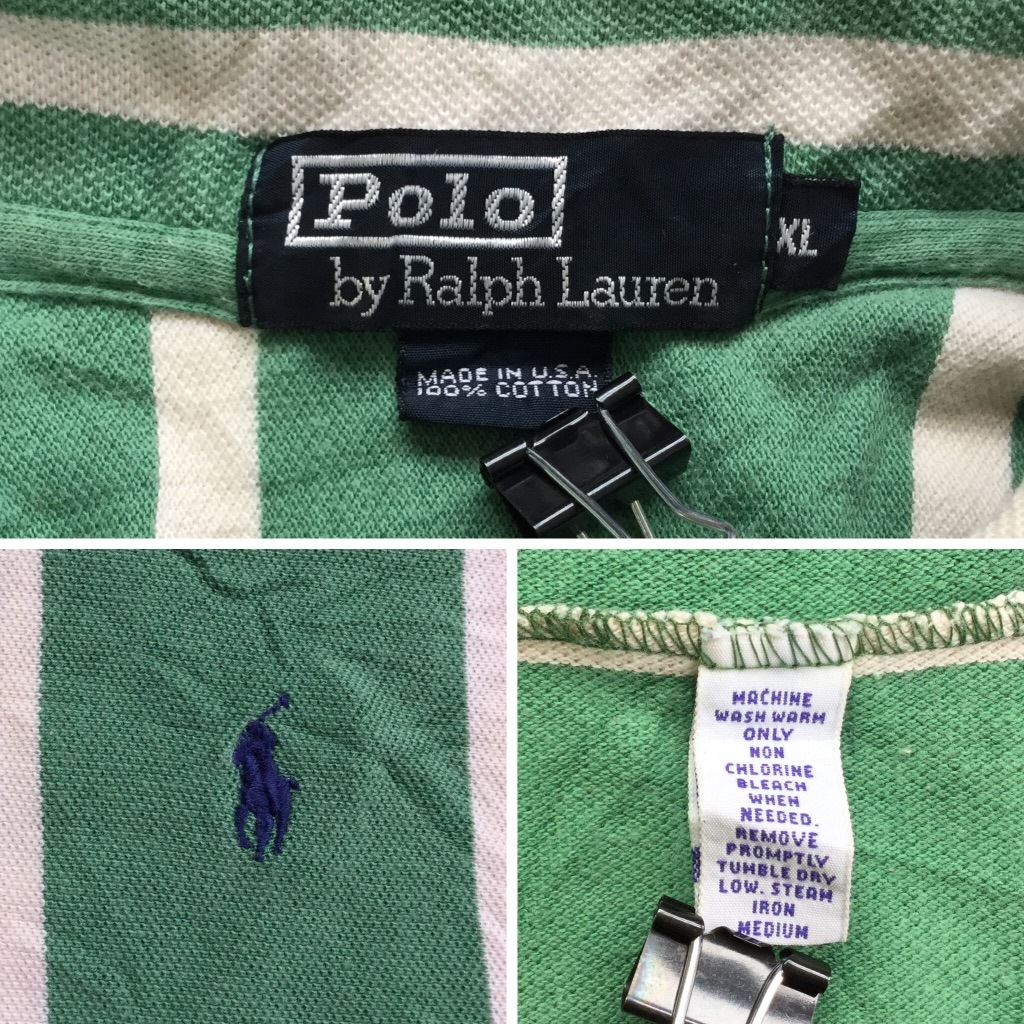 Polo
by Ralph Lauren
XL
MADE IN U.S.A.
100% COTTON
MACHINE
WASH WARM
ONLY
NON
CHLORINE
BLEACH
WHEN
NEEDED.
REMOVE
PROMPTLY
TUMBLE DRY
LOW. STEAM
IRON
MEDIUM